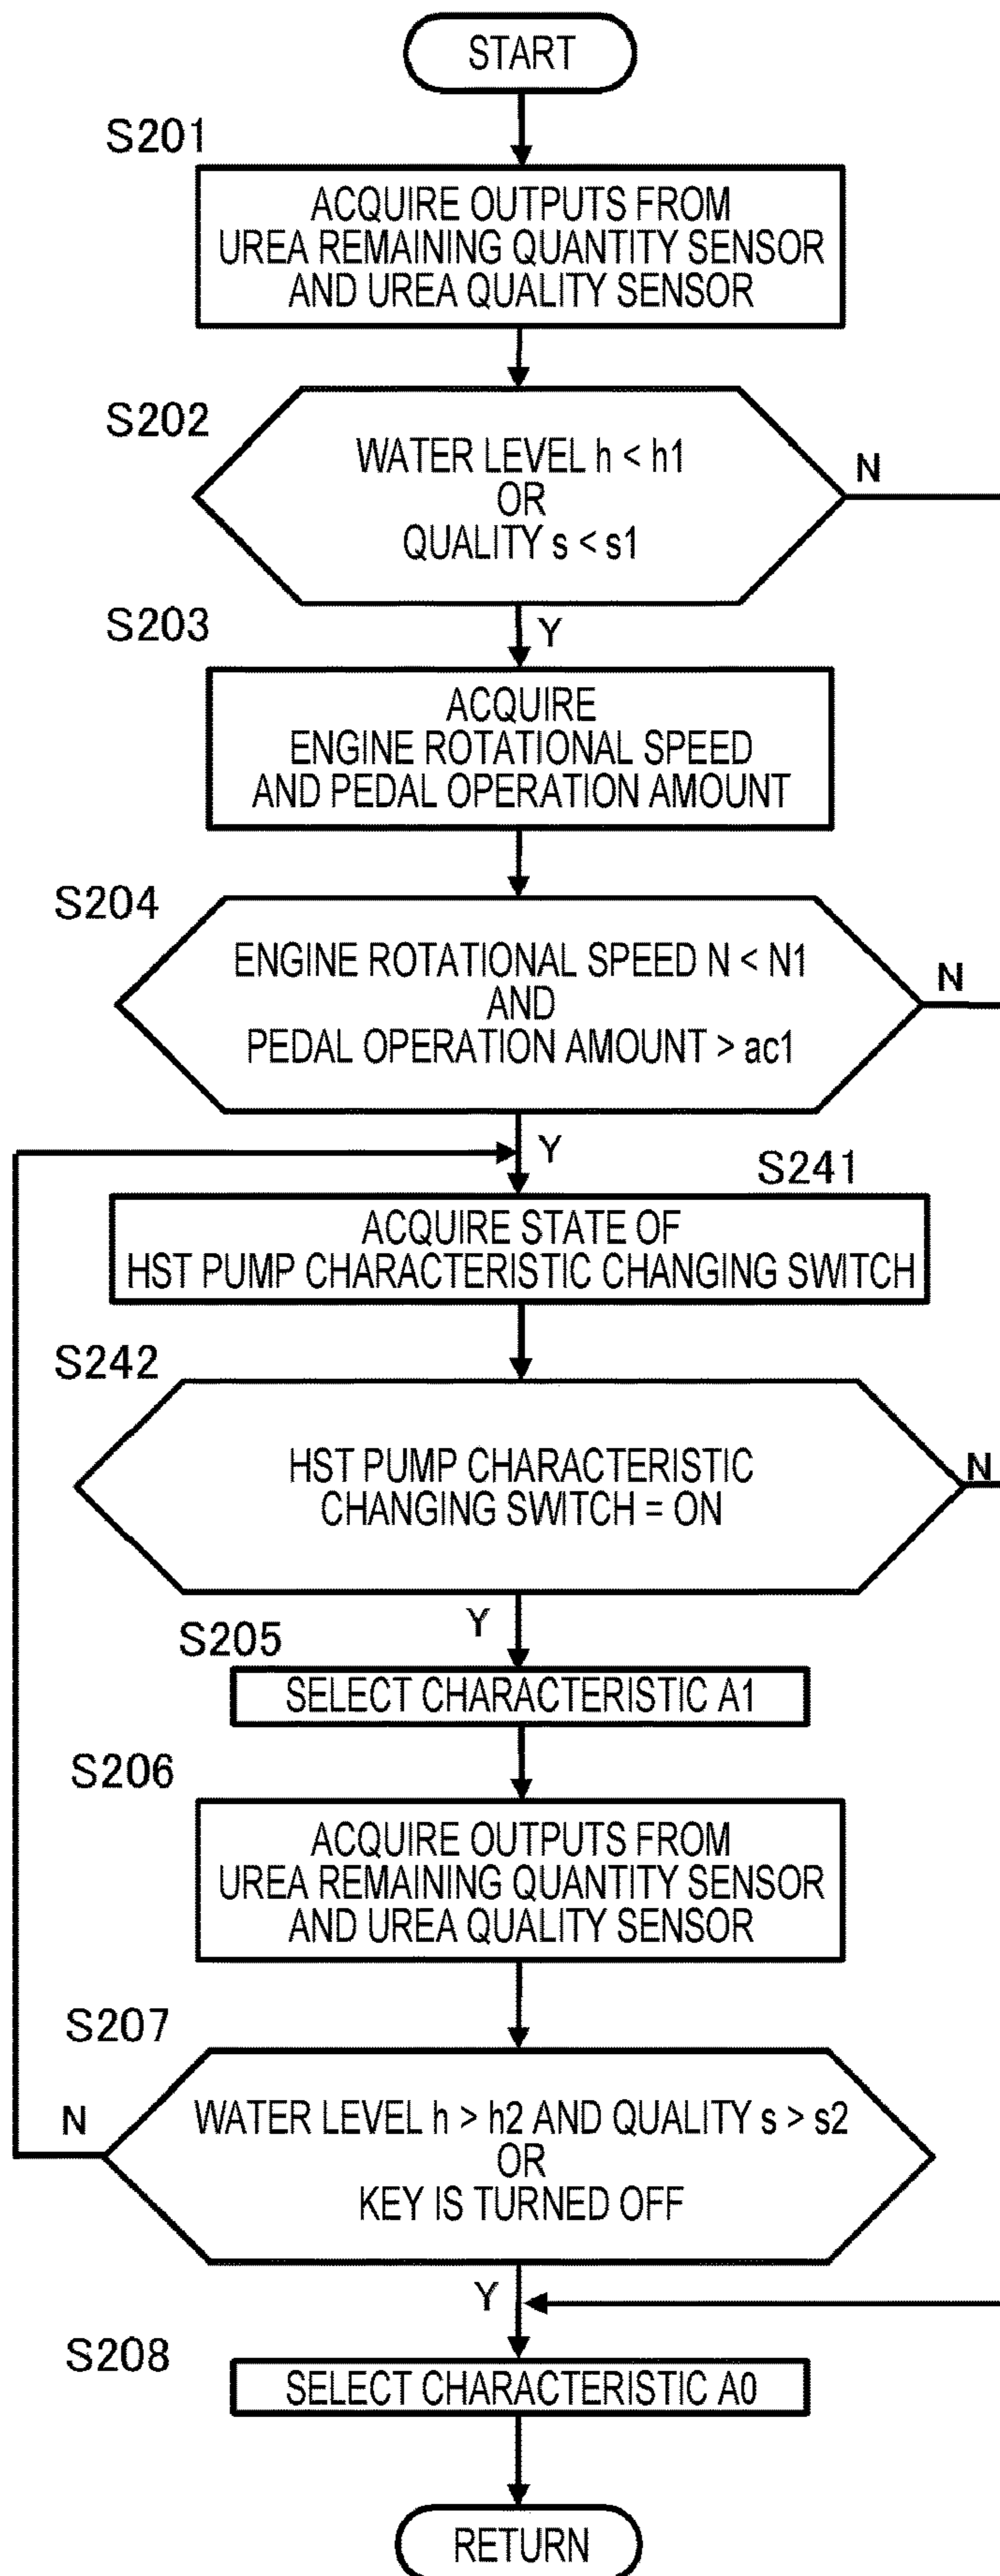 START
S201
ACQUIRE OUTPUTS FROM
UREA REMAINING QUANTITY SENSOR
AND UREA QUALITY SENSOR
S202
WATER LEVEL h < h1
OR
QUALITY s < s1
N
S203
Y
ACQUIRE
ENGINE ROTATIONAL SPEED
AND PEDAL OPERATION AMOUNT
S204
ENGINE ROTATIONAL SPEED N < N1
AND
PEDAL OPERATION AMOUNT > ac1
N
Y
S241
ACQUIRE STATE OF
HST PUMP CHARACTERISTIC CHANGING SWITCH
S242
HST PUMP CHARACTERISTIC
CHANGING SWITCH = ON
N
Y
S205
SELECT CHARACTERISTIC A1
S206
ACQUIRE OUTPUTS FROM
UREA REMAINING QUANTITY SENSOR
AND UREA QUALITY SENSOR
S207
N
WATER LEVEL h > h2 AND QUALITY s > s2
OR
KEY IS TURNED OFF
Y
S208
SELECT CHARACTERISTIC A0
RETURN